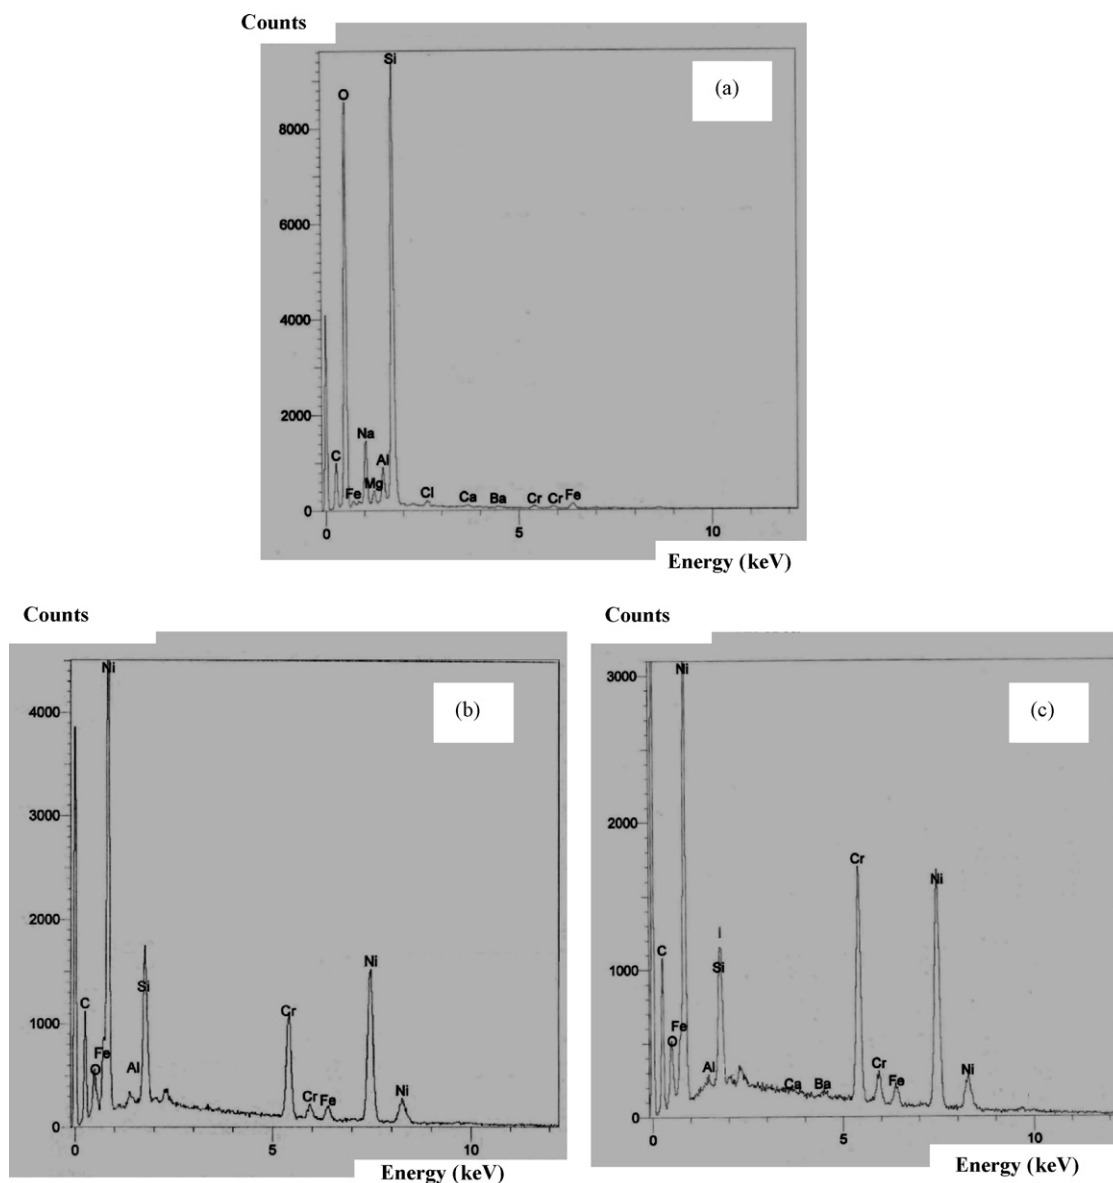 Counts
Si
(a)
O
8000
6000
4000
2000
Na
C
Al
Fe
Mg
Cl
Ca
Ba
Cr
Cr
Fe
0
0
5
10
Energy (keV)
Counts
Ni
(b)
4000
3000
2000
Ni
Si
C
1000
Cr
Fe
Al
O
Cr
Fe
Ni
0
0
5
10
Energy (keV)
Counts
3000
Ni
(c)
2000
Cr
Ni
C
Si
1000
Fe
O
Al
Cr
Ca
Ba
Fe
Ni
0
0
5
10
Energy (keV)